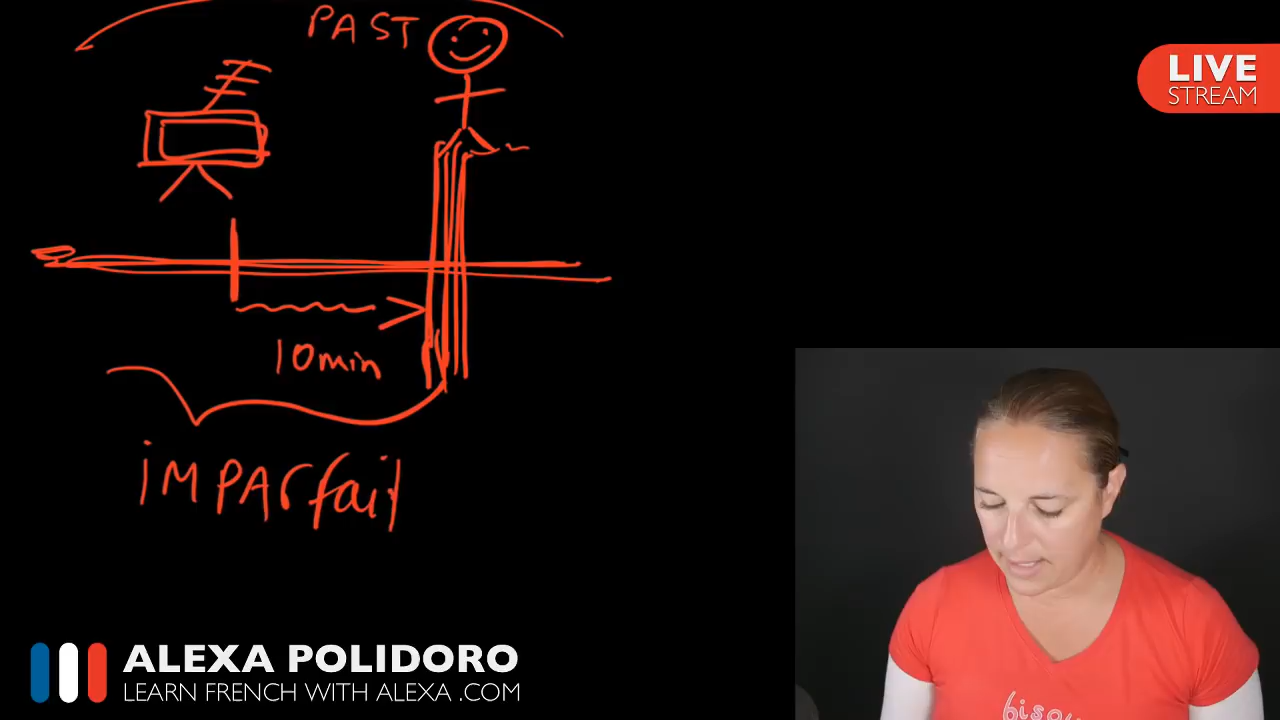 PAST
LIVE
STREAM
10min
imPARfait
ALEXA POLIDORO
LEARN FRENCH WITH ALEXA .COM